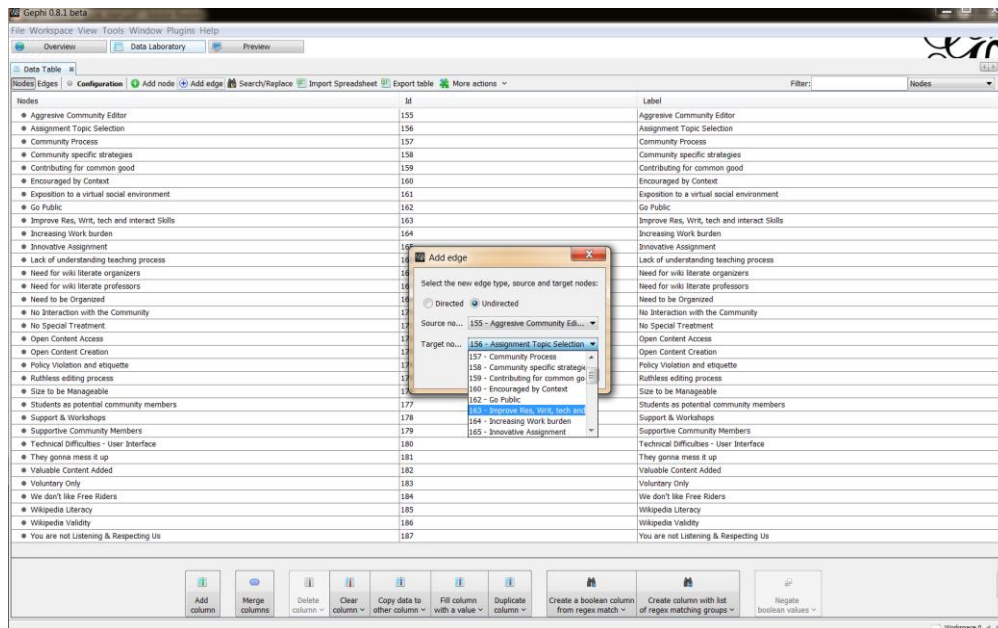 Gephi 0.8.1 beta
File Workspace View Tools Window Plugins Help
Overview Data Laboratory Preview
Data Table
Nodes Edges Configuration Add node Add edge Search/Replace Import Spreadsheet Export table More actions Filter: Nodes
Nodes Id Label
Aggresive Community Editor 155 Aggresive Community Editor
Assignment Topic Selection 156 Assignment Topic Selection
Community Process 157 Community Process
Community specific strategies 158 Community specific strategies
Contributing for common good 159 Contributing for common good
Encouraged by Context 160 Encouraged by Context
Exposition to a virtual social environment 161 Exposition to a virtual social environment
Go Public 162 Go Public
Improve Res, Writ, tech and interact Skills 163 Improve Res, Writ, tech and interact Skills
Increasing Work burden 164 Increasing Work burden
Innovative Assignment 165 Innovative Assignment
Lack of understanding teaching process Lack of understanding teaching process
Need for wiki literate organizers Need for wiki literate organizers
Need for wiki literate professors Need for wiki literate professors
Need to be Organized Need to be Organized
No Interaction with the Community No Interaction with the Community
No Special Treatment No Special Treatment
Open Content Access Open Content Access
Open Content Creation Open Content Creation
Policy Violation and etiquette Policy Violation and etiquette
Ruthless editing process Ruthless editing process
Size to be Manageable Size to be Manageable
Students as potential community members 177 Students as potential community members
Support & Workshops 178 Support & Workshops
Supportive Community Members 179 Supportive Community Members
Technical Difficulties - User Interface 180 Technical Difficulties - User Interface
They gonna mess it up 181 They gonna mess it up
Valuable Content Added 182 Valuable Content Added
Voluntary Only 183 Voluntary Only
We don't like Free Riders 184 We don't like Free Riders
Wikipedia Literacy 185 Wikipedia Literacy
Wikipedia Validity 186 Wikipedia Validity
You are not Listening & Respecting Us 187 You are not Listening & Respecting Us
Add edge
Select the new edge type, source and target nodes:
Directed Undirected
Source no... 155 - Aggresive Community Edi...
Target no... 156 - Assignment Topic Selection
157 - Community Process
158 - Community specific strategie
159 - Contributing for common go
160 - Encouraged by Context
162 - Go Public
163 - Improve Res, Writ, tech and
164 - Increasing Work burden
165 - Innovative Assignment
Add column
Merge columns
Delete column
Clear column
Copy data to other column
Fill column with a value
Duplicate column
Create a boolean column from regex match
Create column with list of regex matching groups
Negate boolean values
Workspace 0